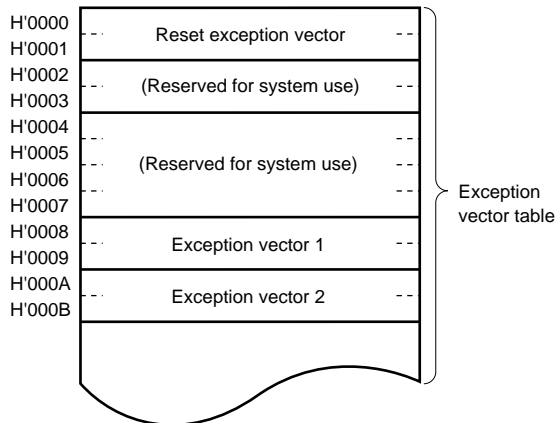 H'0000
H'0001
Reset exception vector
H'0002
H'0003
(Reserved for system use)
H'0004
H'0005
H'0006
H'0007
(Reserved for system use)
H'0008
H'0009
Exception vector 1
H'000A
H'000B
Exception vector 2
Exception
vector table